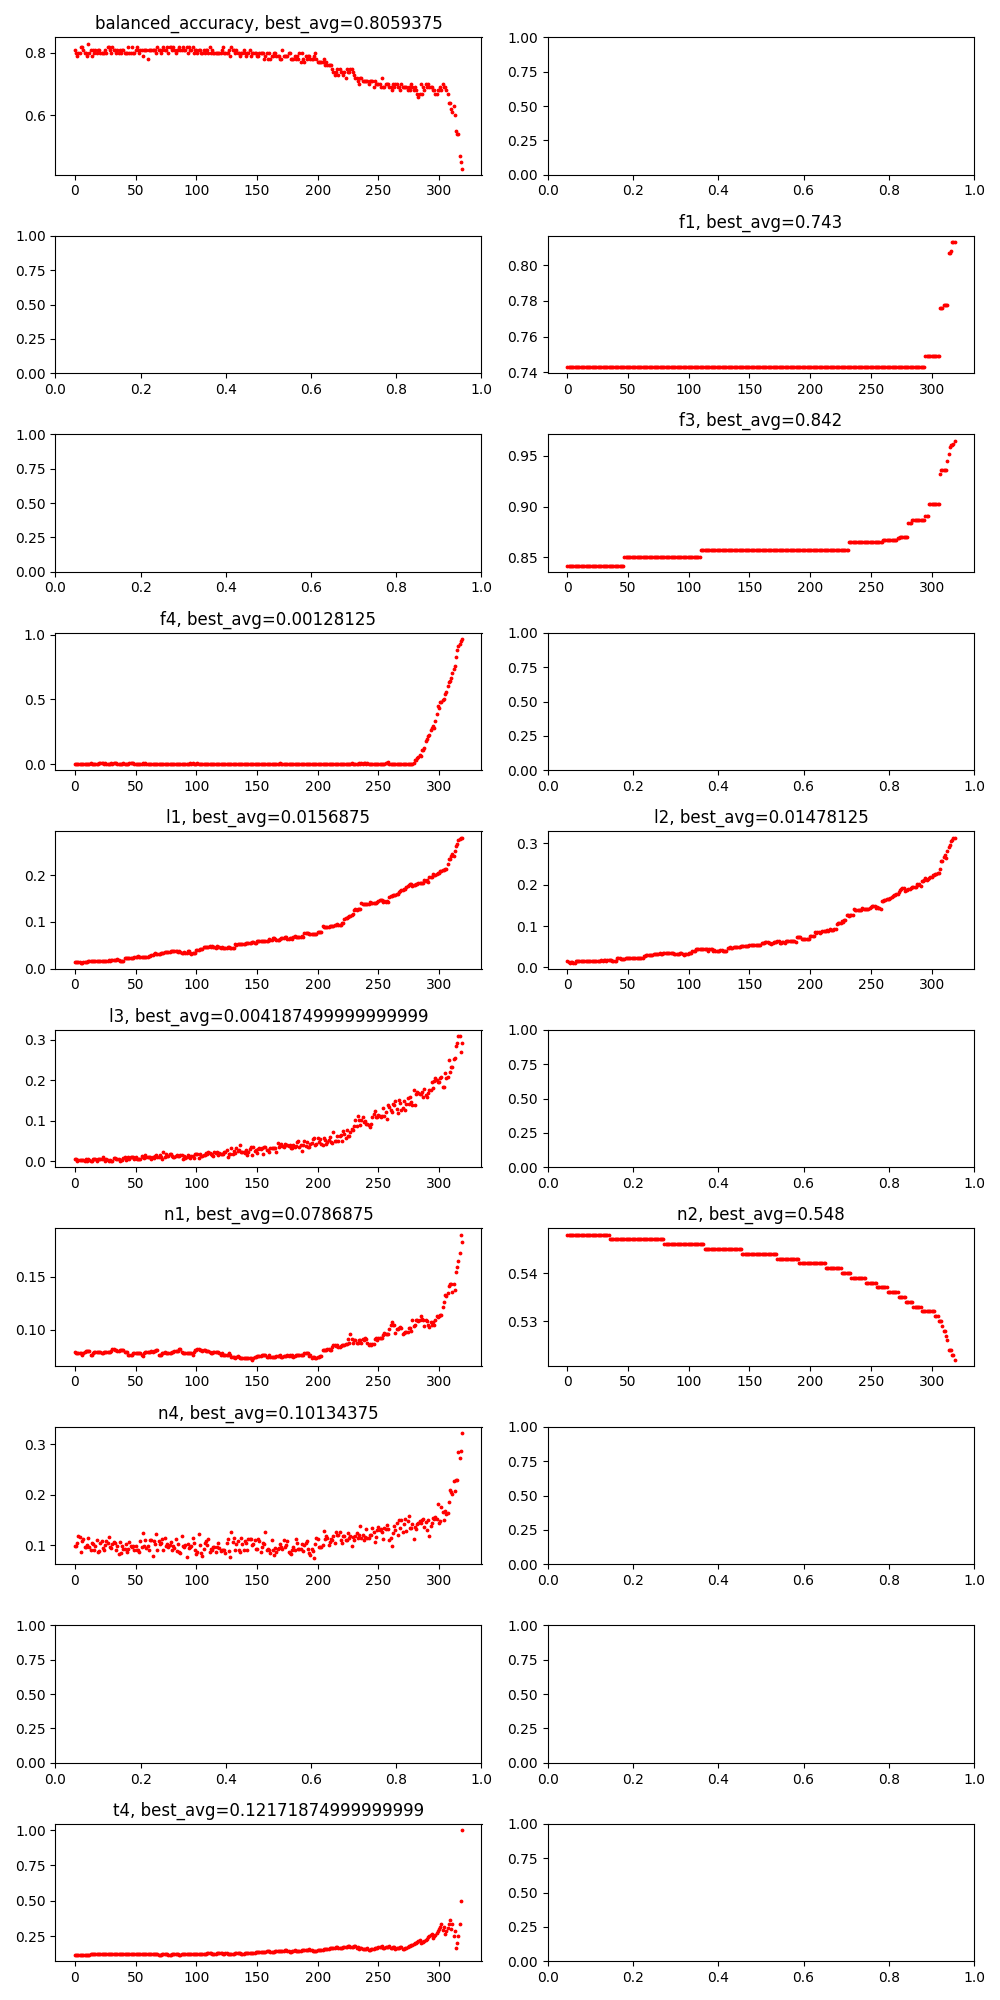 balanced_accuracy, best_avg=0.8059375
0.8
0.6
0 50 100 150 200 250 300
1.00
0.75
0.50
0.25
0.00
0.0 0.2 0.4 0.6 0.8 1.0
1.00
0.75
0.50
0.25
0.00
0.0 0.2 0.4 0.6 0.8 1.0
f1, best_avg=0.743
0.80
0.78
0.76
0.74
0 50 100 150 200 250 300
1.00
0.75
0.50
0.25
0.00
0.0 0.2 0.4 0.6 0.8 1.0
f3, best_avg=0.842
0.95
0.90
0.85
0 50 100 150 200 250 300
f4, best_avg=0.00128125
1.0
0.5
0.0
0 50 100 150 200 250 300
1.00
0.75
0.50
0.25
0.00
0.0 0.2 0.4 0.6 0.8 1.0
l1, best_avg=0.0156875
0.2
0.1
0.0
0 50 100 150 200 250 300
l2, best_avg=0.01478125
0.3
0.2
0.1
0.0
0 50 100 150 200 250 300
l3, best_avg=0.004187499999999999
0.3
0.2
0.1
0.0
0 50 100 150 200 250 300
1.00
0.75
0.50
0.25
0.00
0.0 0.2 0.4 0.6 0.8 1.0
n1, best_avg=0.0786875
0.15
0.10
0 50 100 150 200 250 300
n2, best_avg=0.548
0.54
0.53
0 50 100 150 200 250 300
n4, best_avg=0.10134375
0.3
0.2
0.1
0 50 100 150 200 250 300
1.00
0.75
0.50
0.25
0.00
0.0 0.2 0.4 0.6 0.8 1.0
1.00
0.75
0.50
0.25
0.00
0.0 0.2 0.4 0.6 0.8 1.0
1.00
0.75
0.50
0.25
0.00
0.0 0.2 0.4 0.6 0.8 1.0
t4, best_avg=0.12171874999999999
1.00
0.75
0.50
0.25
0 50 100 150 200 250 300
1.00
0.75
0.50
0.25
0.00
0.0 0.2 0.4 0.6 0.8 1.0